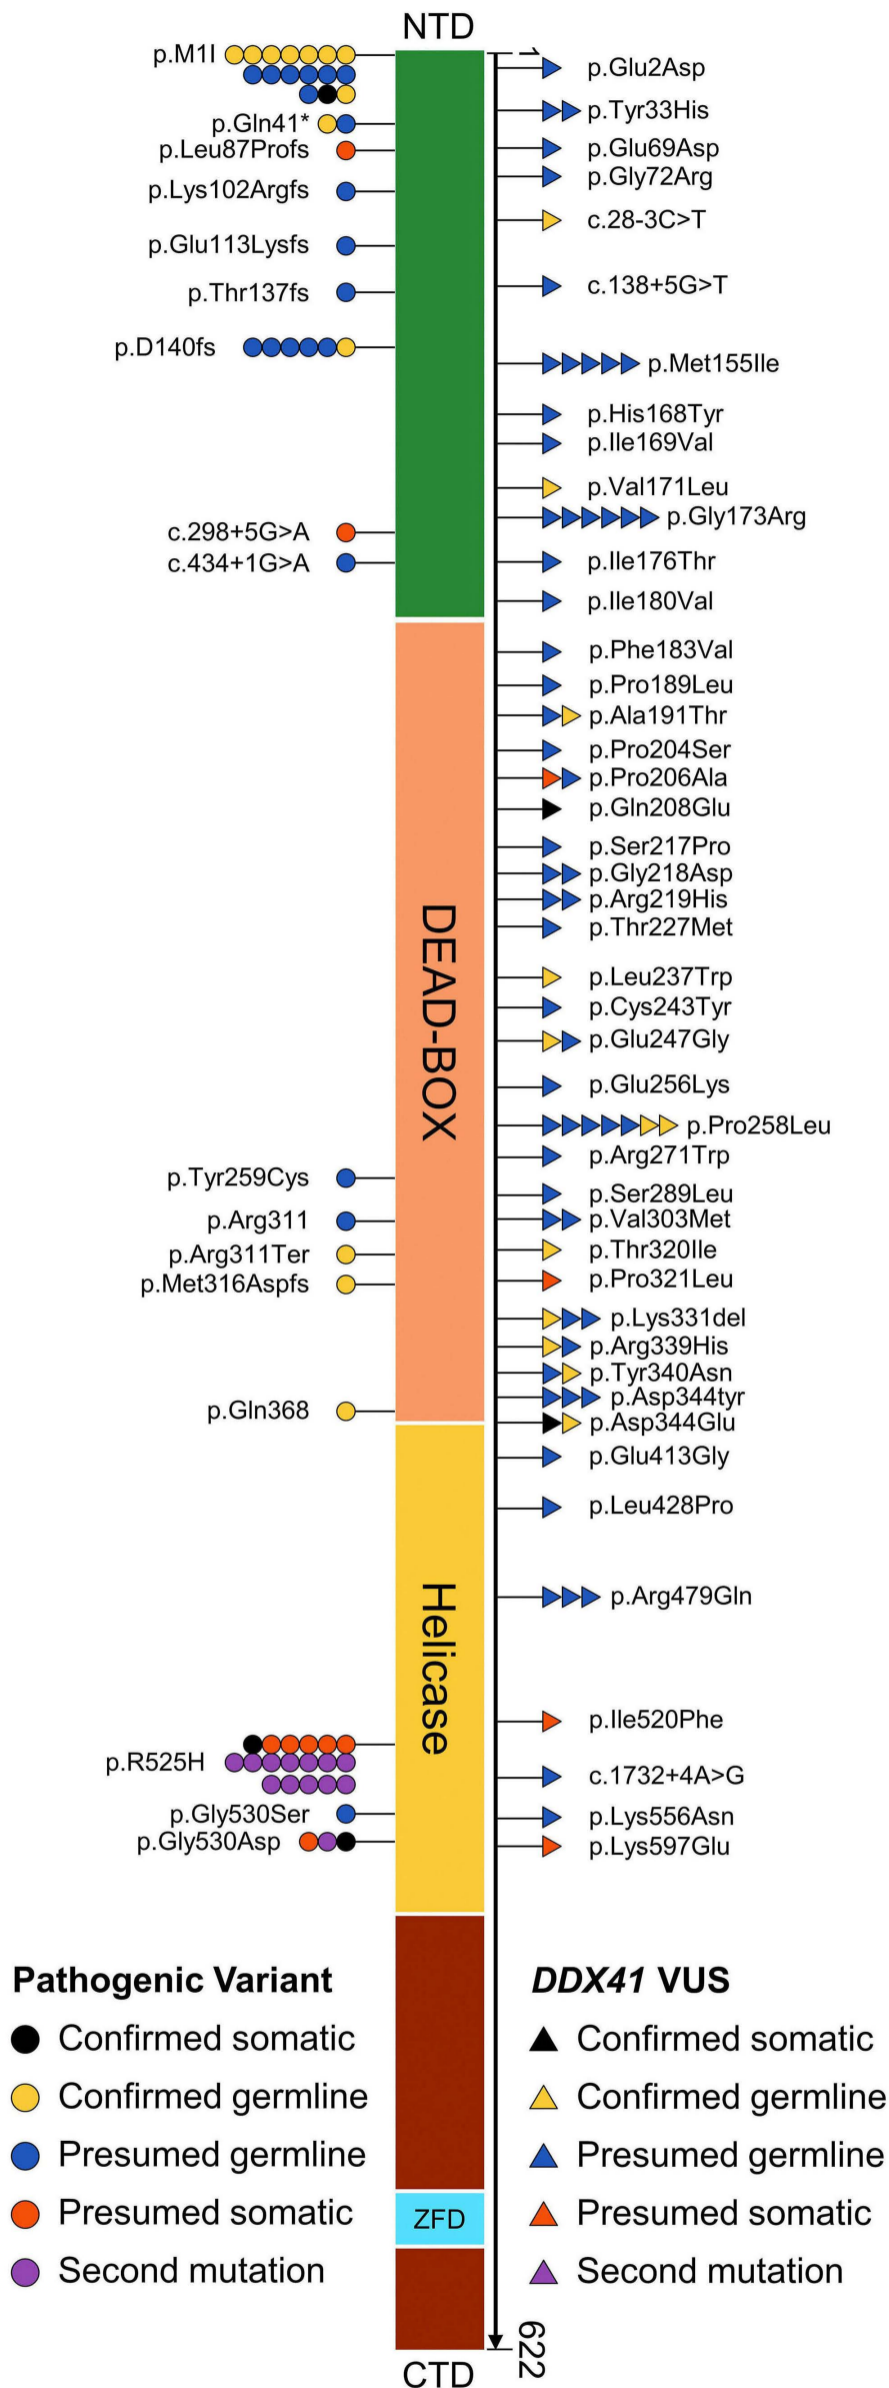 NTD
1
p.M1I
p.Gln41*
p.Leu87Profs
p.Lys102Argfs
p.Glu113Lysfs
p.Thr137fs
p.D140fs
c.298+5G>A
c.434+1G>A
p.Tyr259Cys
p.Arg311
p.Arg311Ter
p.Met316Aspfs
p.Gln368
p.R525H
p.Gly530Ser
p.Gly530Asp
DEAD-BOX
Helicase
ZFD
p.Glu2Asp
p.Tyr33His
p.Glu69Asp
p.Gly72Arg
c.28-3C>T
c.138+5G>T
p.Met155Ile
p.His168Tyr
p.Ile169Val
p.Val171Leu
p.Gly173Arg
p.Ile176Thr
p.Ile180Val
p.Phe183Val
p.Pro189Leu
p.Ala191Thr
p.Pro204Ser
p.Pro206Ala
p.Gln208Glu
p.Ser217Pro
p.Gly218Asp
p.Arg219His
p.Thr227Met
p.Leu237Trp
p.Cys243Tyr
p.Glu247Gly
p.Glu256Lys
p.Pro258Leu
p.Arg271Trp
p.Ser289Leu
p.Val303Met
p.Thr320Ile
p.Pro321Leu
p.Lys331del
p.Arg339His
p.Tyr340Asn
p.Asp344tyr
p.Asp344Glu
p.Glu413Gly
p.Leu428Pro
p.Arg479Gln
p.Ile520Phe
c.1732+4A>G
p.Lys556Asn
p.Lys597Glu
Pathogenic Variant
Confirmed somatic
Confirmed germline
Presumed germline
Presumed somatic
Second mutation
DDX41 VUS
Confirmed somatic
Confirmed germline
Presumed germline
Presumed somatic
Second mutation
622
CTD